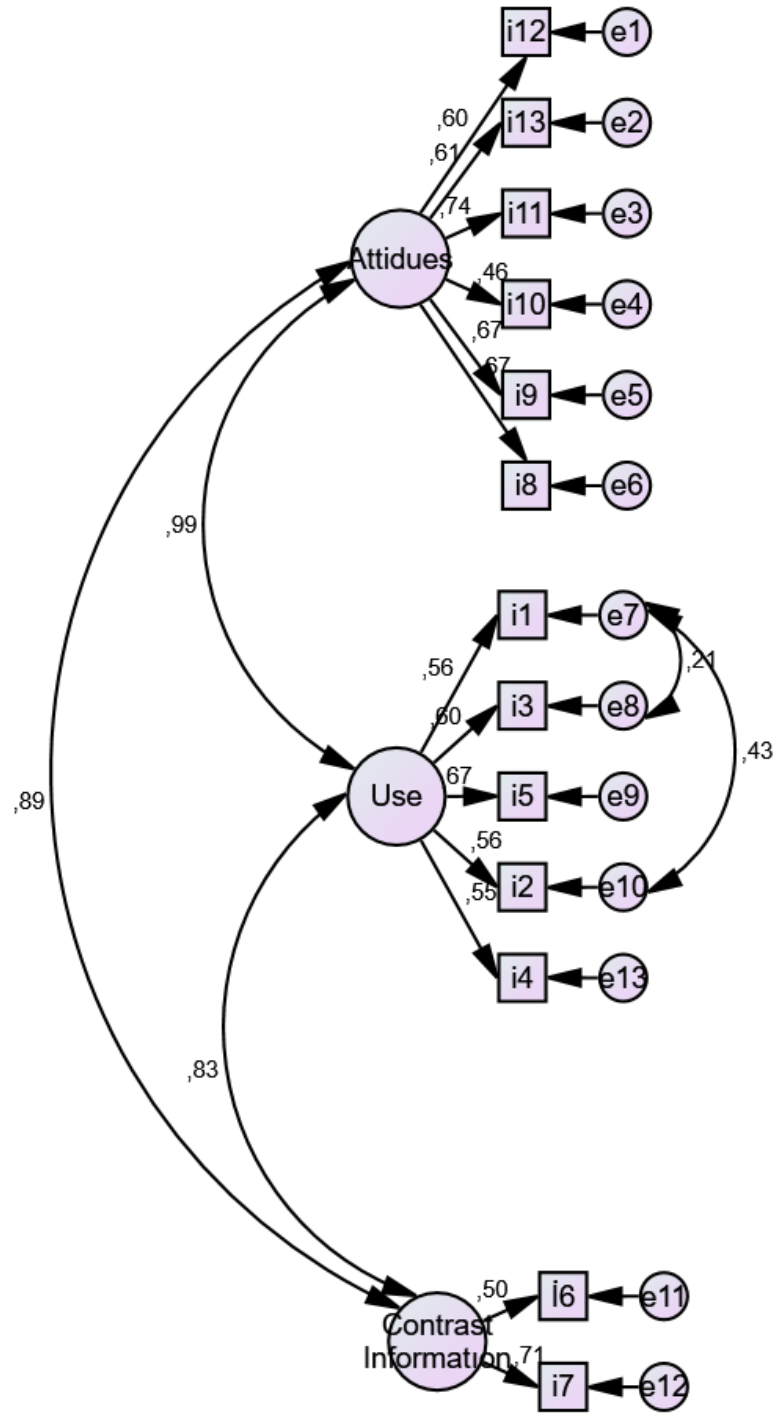 i12 e1
,60
i13 e2
,61
,74
i11 e3
Attidues
,46
i10 e4
,67
,67
i9 e5
i8 e6
,99
i1 e7
,21
,56
i3 e8
,60
,43
67
Use i5 e9
,89
,56
i2 e10
,55
i4 e13
,83
,50
İ6 e11
Contrast
Information
,71
i7 e12